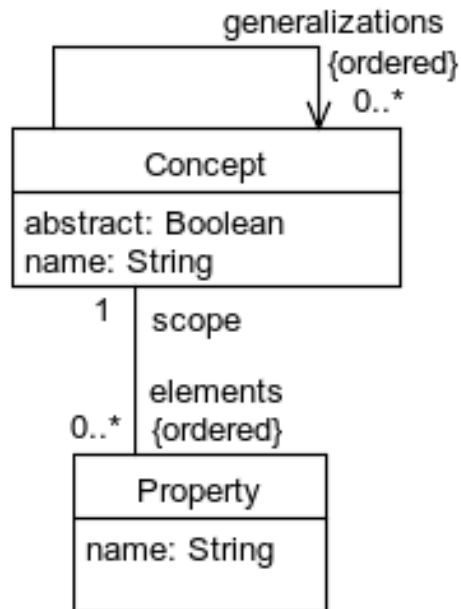 generalizations
{ordered}
0..*
Concept
abstract: Boolean
name: String
1 scope
elements
0..* {ordered}
Property
name: String